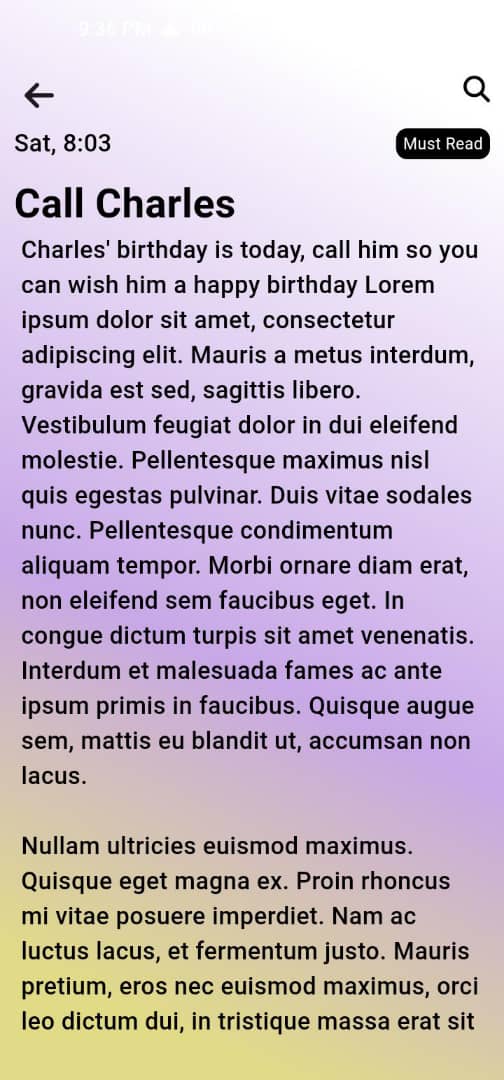 9:36 PM
Sat, 8:03
Must Read
Call Charles
Charles' birthday is today, call him so you
can wish him a happy birthday Lorem
ipsum dolor sit amet, consectetur
adipiscing elit. Mauris a metus interdum,
gravida est sed, sagittis libero.
Vestibulum feugiat dolor in dui eleifend
molestie. Pellentesque maximus nisl
quis egestas pulvinar. Duis vitae sodales
nunc. Pellentesque condimentum
aliquam tempor. Morbi ornare diam erat,
non eleifend sem faucibus eget. In
congue dictum turpis sit amet venenatis.
Interdum et malesuada fames ac ante
ipsum primis in faucibus. Quisque augue
sem, mattis eu blandit ut, accumsan non
lacus.
Nullam ultricies euismod maximus.
Quisque eget magna ex. Proin rhoncus
mi vitae posuere imperdiet. Nam ac
luctus lacus, et fermentum justo. Mauris
pretium, eros nec euismod maximus, orci
leo dictum dui, in tristique massa erat sit